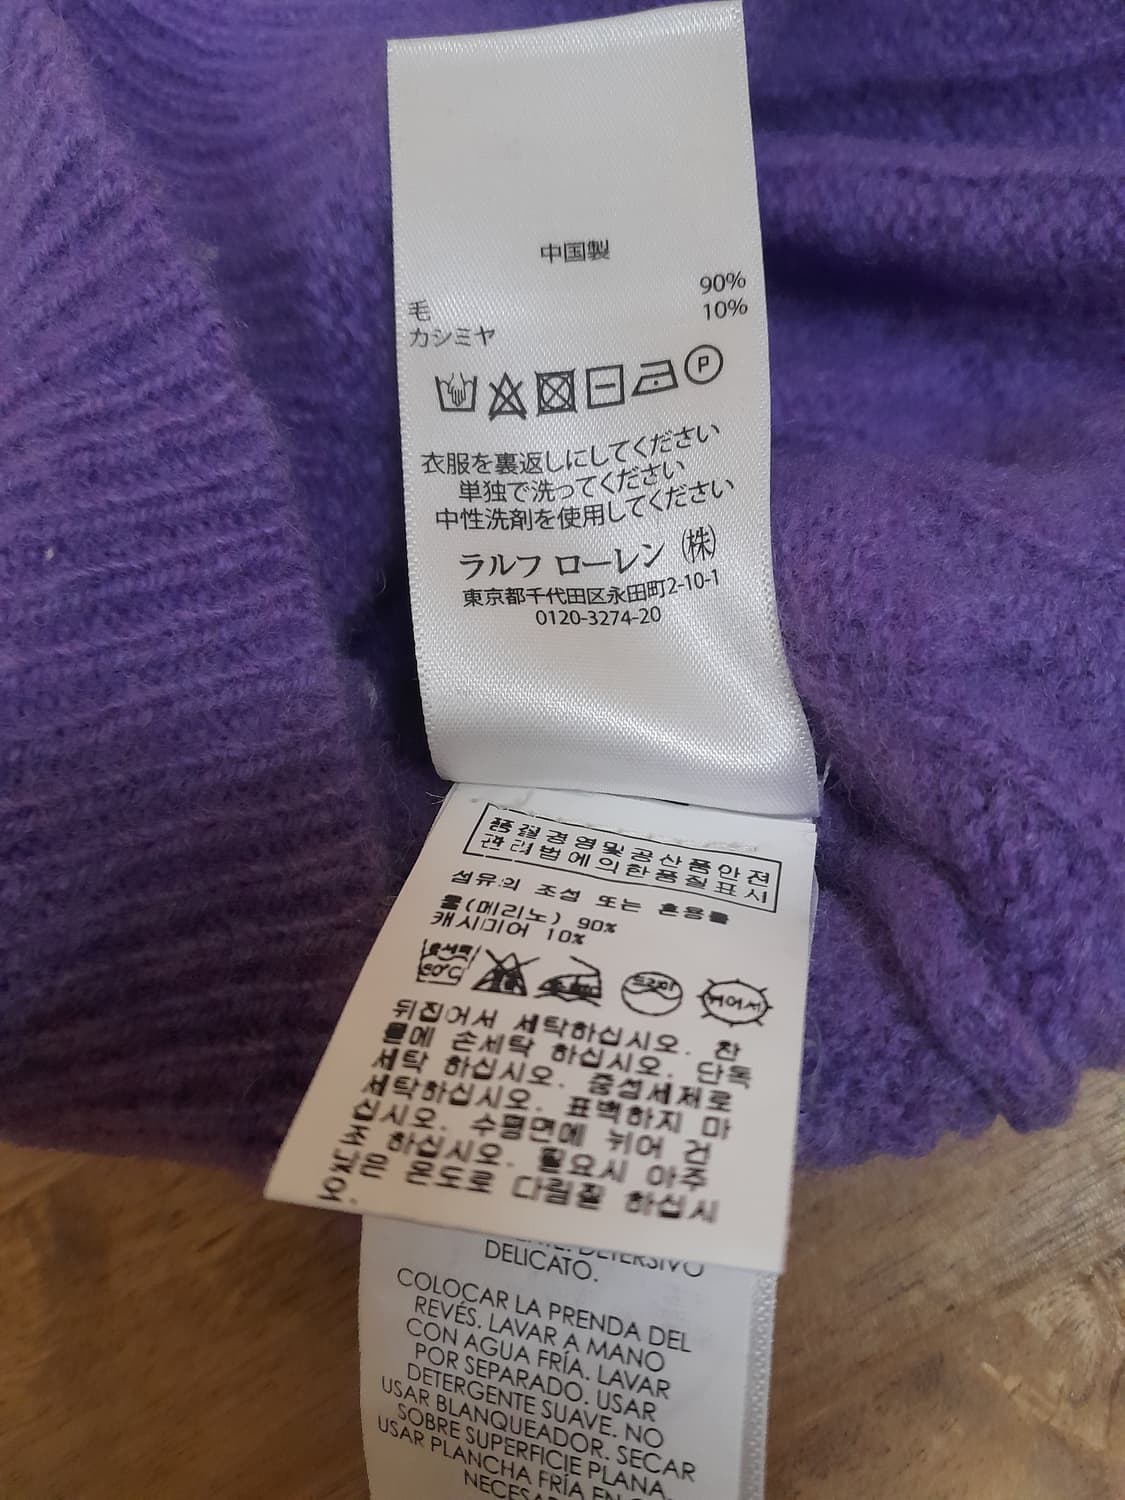 中国製
毛 90%
カシミヤ 10%
P
衣服を裏返しにしてください
単独で洗ってください
中性洗剤を使用してください
ラルフ ローレン (株)
東京都千代田区永田町2-10-1
0120-3274-20
품질경영및공산품안전
관리법에의한품질표시
섬유의 조성 또는 혼용률
울(메리노) 90%
캐시미어 10%
드라이
뉘어서
뒤집어서 세탁하십시오. 찬
물에 손세탁 하십시오. 단독
세탁 하십시오. 중성세제로
세탁하십시오. 표백하지 마
십시오. 수평면에 뉘어 건
조 하십시오. 필요시 아주
낮은 온도로 다림질 하십시
오.
DETERSIVO
DELICATO.
COLOCAR LA PRENDA DEL
REVÉS. LAVAR A MANO
CON AGUA FRÍA. LAVAR
POR SEPARADO. USAR
DETERGENTE SUAVE. NO
USAR BLANQUEADOR. SECAR
SOBRE SUPERFICIE PLANA.
USAR PLANCHA FRÍA EN